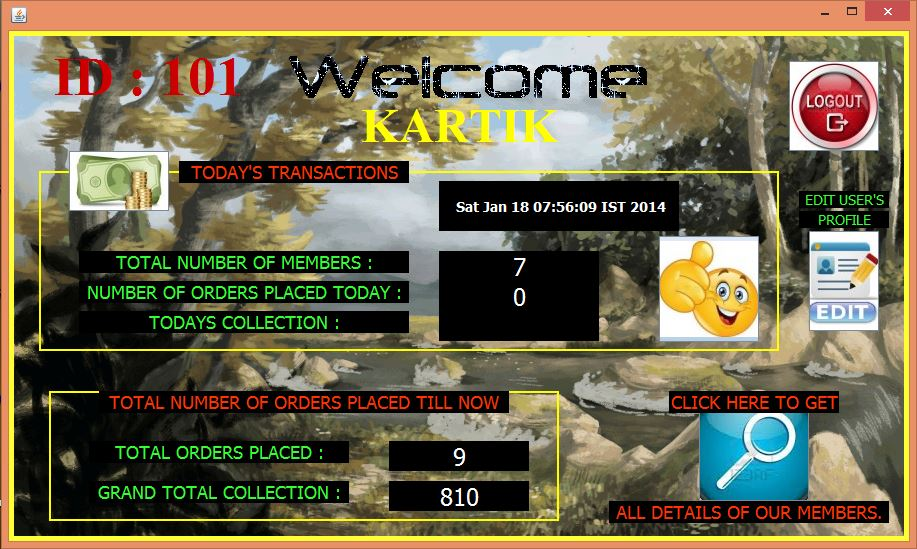 ID : 101
Welcome
KARTIK
LOGOUT
TODAY'S TRANSACTIONS
Sat Jan 18 07:56:09 IST 2014
EDIT USER'S
PROFILE
TOTAL NUMBER OF MEMBERS : 7
NUMBER OF ORDERS PLACED TODAY : 0
TODAYS COLLECTION :
EDIT
TOTAL NUMBER OF ORDERS PLACED TILL NOW
TOTAL ORDERS PLACED : 9
GRAND TOTAL COLLECTION : 810
CLICK HERE TO GET
ALL DETAILS OF OUR MEMBERS.